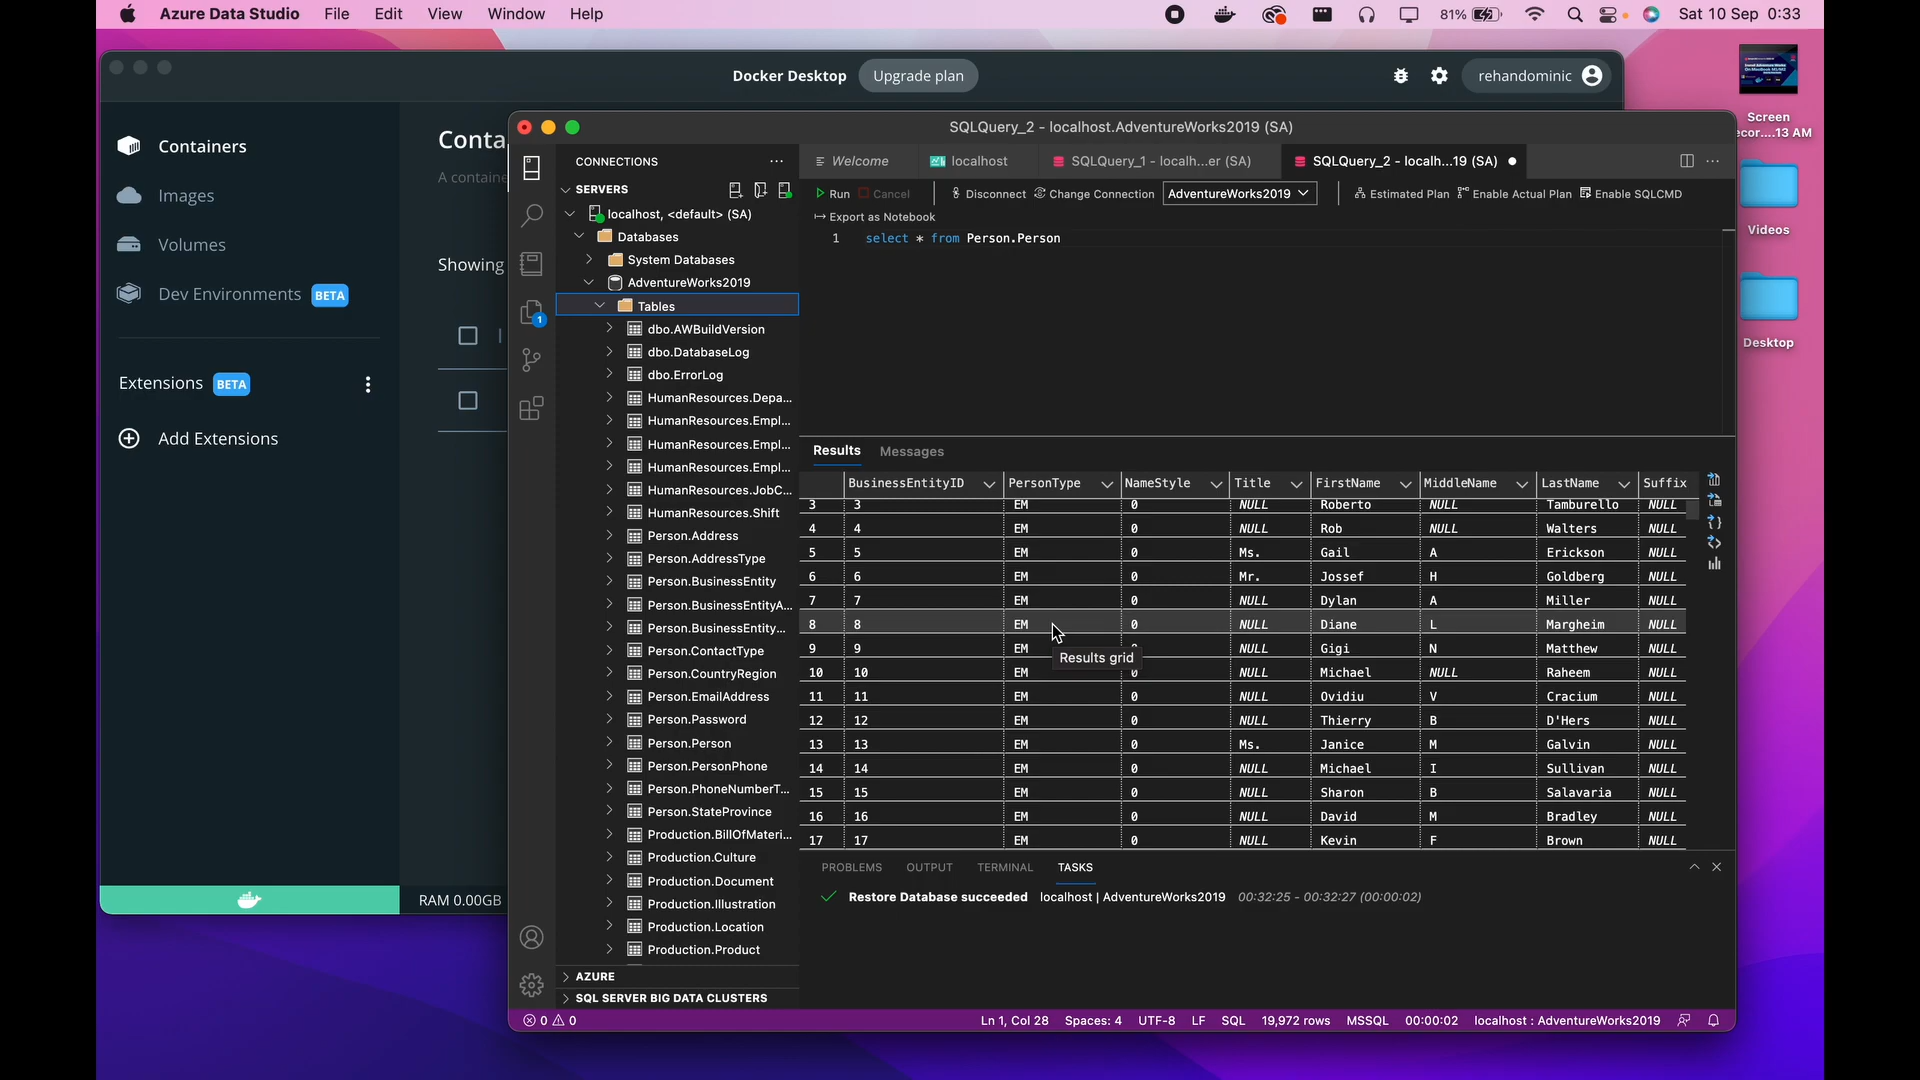 Azure Data Studio File Edit View Window Help 81% Sat 10 Sep 0:33
Docker Desktop Upgrade plan rehandominic
Containers
Images
Volumes
Dev Environments BETA
Extensions BETA
Add Extensions
Conta
A containe
Showing
RAM 0.00GB
SQLQuery_2 - localhost.AdventureWorks2019 (SA)
CONNECTIONS ···
SERVERS
localhost, <default> (SA)
Databases
System Databases
AdventureWorks2019
Tables
dbo.AWBuildVersion
dbo.DatabaseLog
dbo.ErrorLog
HumanResources.Depa...
HumanResources.Empl...
HumanResources.Empl...
HumanResources.Empl...
HumanResources.JobC...
HumanResources.Shift
Person.Address
Person.AddressType
Person.BusinessEntity
Person.BusinessEntityA...
Person.BusinessEntity...
Person.ContactType
Person.CountryRegion
Person.EmailAddress
Person.Password
Person.Person
Person.PersonPhone
Person.PhoneNumberT...
Person.StateProvince
Production.BillOfMateri...
Production.Culture
Production.Document
Production.Illustration
Production.Location
Production.Product
AZURE
SQL SERVER BIG DATA CLUSTERS
1
Welcome localhost SQLQuery_1 - localh...er (SA) SQLQuery_2 - localh...19 (SA)
Run Cancel Disconnect Change Connection AdventureWorks2019 Estimated Plan Enable Actual Plan Enable SQLCMD
Export as Notebook
1 select * from Person.Person
Results Messages
BusinessEntityID PersonType NameStyle Title FirstName MiddleName LastName Suffix
3 3 EM 0 NULL Roberto NULL Tamburello NULL
4 4 EM 0 NULL Rob NULL Walters NULL
5 5 EM 0 Ms. Gail A Erickson NULL
6 6 EM 0 Mr. Jossef H Goldberg NULL
7 7 EM 0 NULL Dylan A Miller NULL
8 8 EM 0 NULL Diane L Margheim NULL
9 9 EM NULL Gigi N Matthew NULL
Results grid
10 10 EM 0 NULL Michael NULL Raheem NULL
11 11 EM 0 NULL Ovidiu V Cracium NULL
12 12 EM 0 NULL Thierry B D'Hers NULL
13 13 EM 0 Ms. Janice M Galvin NULL
14 14 EM 0 NULL Michael I Sullivan NULL
15 15 EM 0 NULL Sharon B Salavaria NULL
16 16 EM 0 NULL David M Bradley NULL
17 17 EM 0 NULL Kevin F Brown NULL
PROBLEMS OUTPUT TERMINAL TASKS
Restore Database succeeded localhost | AdventureWorks2019 00:32:25 - 00:32:27 (00:00:02)
0 0 Ln 1, Col 28 Spaces: 4 UTF-8 LF SQL 19,972 rows MSSQL 00:00:02 localhost : AdventureWorks2019
Screen
ecor....13 AM
Videos
Desktop